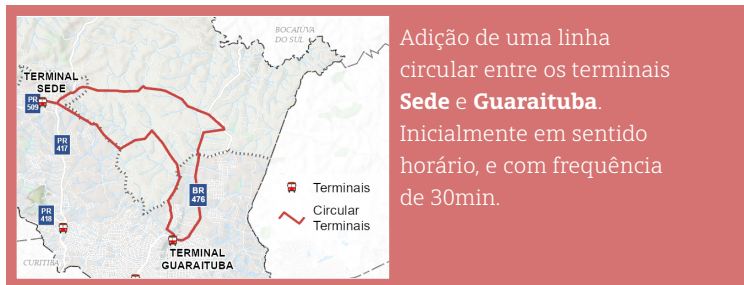 BOCAIÚVA
DO SUL
TERMINAL
SEDE
PR
509
PR
417
BR
476
PR
418
TERMINAL
GUARAITUBA
CURITIBA
Terminais
Circular
Terminais
Adição de uma linha
circular entre os terminais
Sede e Guaraituba.
Inicialmente em sentido
horário, e com frequência
de 30min.